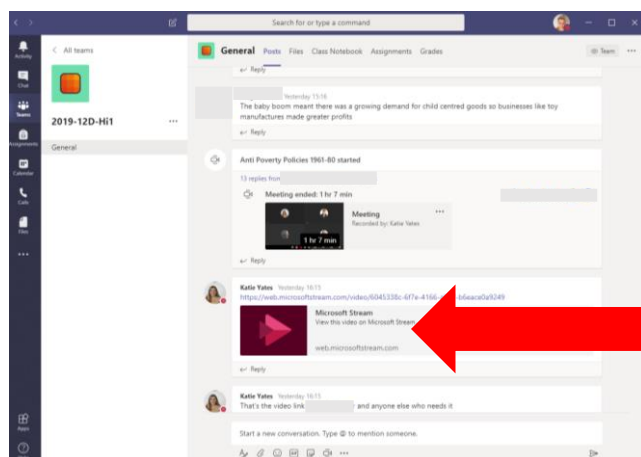 Search for or type a command
Activity
Chat
Teams
Assignments
Calendar
Calls
Files
Apps
All teams
2019-12D-Hi1
General
General Posts Files Class Notebook Assignments Grades
Team
Reply
Yesterday 15:16
The baby boom meant there was a growing demand for child centred goods so businesses like toy
manufactures made greater profits
Reply
Anti Poverty Policies 1961-80 started
13 replies from
Meeting ended: 1 hr 7 min
1 hr 7 min
Meeting
Recorded by: Katie Yates
Reply
Katie Yates Yesterday 16:15
Microsoft Stream
View this video on Microsoft Stream
web.microsoftstream.com
Reply
Katie Yates Yesterday 16:15
That's the video link
and anyone else who needs it
Start a new conversation. Type @ to mention someone.